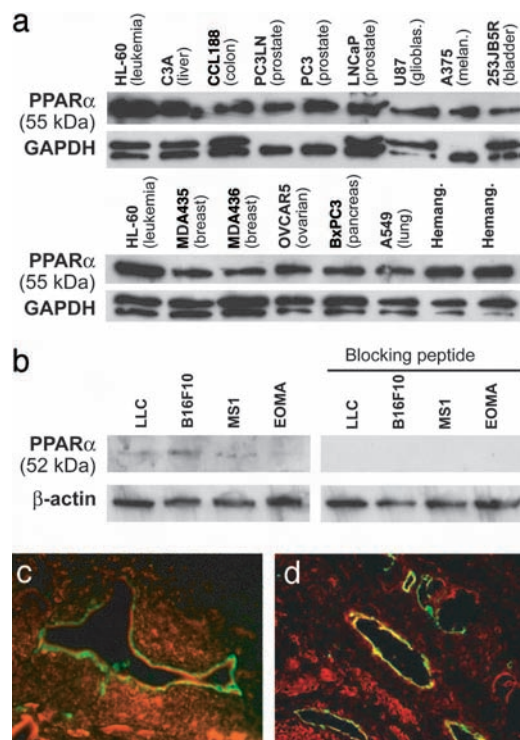 a
HL-60 (leukemia)
C3A (liver)
CCL188 (colon)
PC3LN (prostate)
PC3 (prostate)
LNCaP (prostate)
U87 (glioblas.)
A375 (melan.)
253JB5R (bladder)
PPARα
(55 kDa)
GAPDH
HL-60 (leukemia)
MDA435 (breast)
MDA436 (breast)
OVCAR5 (ovarian)
BxPC3 (pancreas)
A549 (lung)
Hemang.
Hemang.
PPARα
(55 kDa)
GAPDH
b
Blocking peptide
LLC
B16F10
MS1
EOMA
LLC
B16F10
MS1
EOMA
PPARα
(52 kDa)
β-actin
c
d